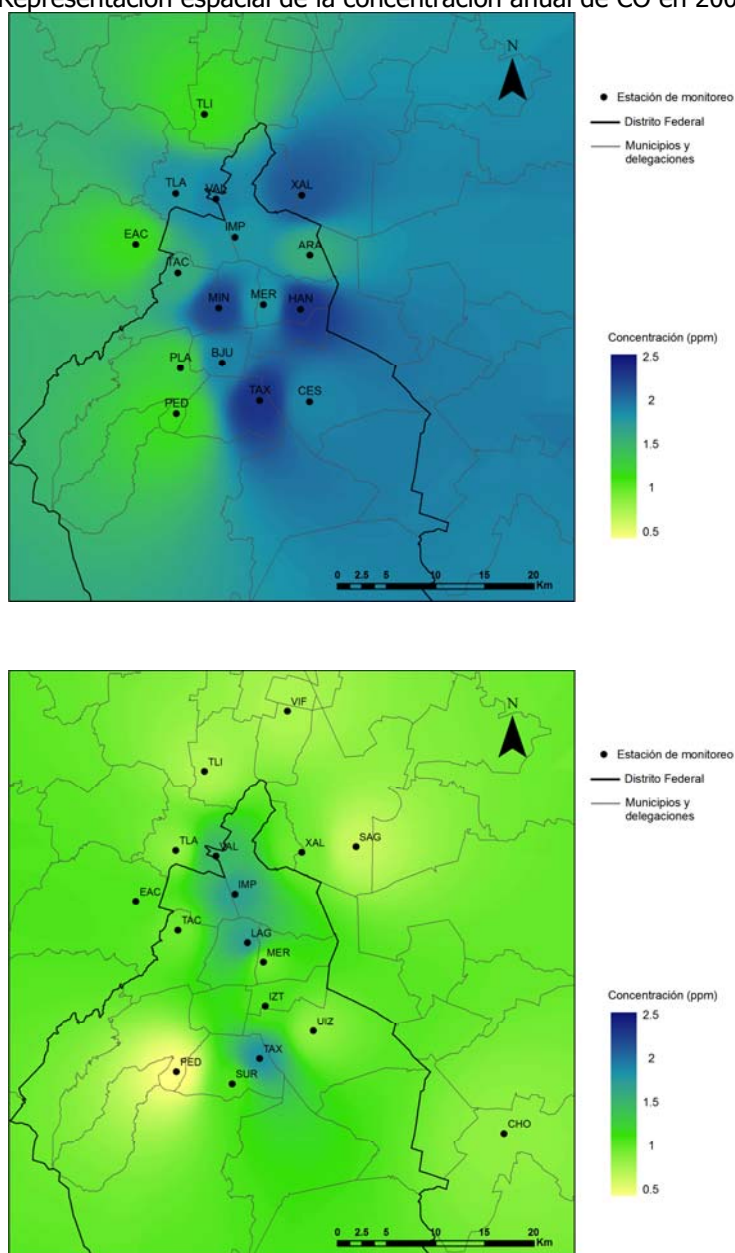 Representación espacial de la concentración anual de CO en 200
N
TLI
TLA
VAL
XAL
EAC
IMP
ARA
TAC
MIN
MER
HAN
PLA
BJU
PED
TAX
CES
0 2.5 5 10 15 20
Km
Estación de monitoreo
Distrito Federal
Municipios y
delegaciones
Concentración (ppm)
2.5
2
1.5
1
0.5
N
VIF
TLI
TLA
VAL
XAL
SAG
EAC
IMP
TAC
LAG
MER
IZT
UIZ
PED
TAX
SUR
CHO
0 2.5 5 10 15 20
Km
Estación de monitoreo
Distrito Federal
Municipios y
delegaciones
Concentración (ppm)
2.5
2
1.5
1
0.5